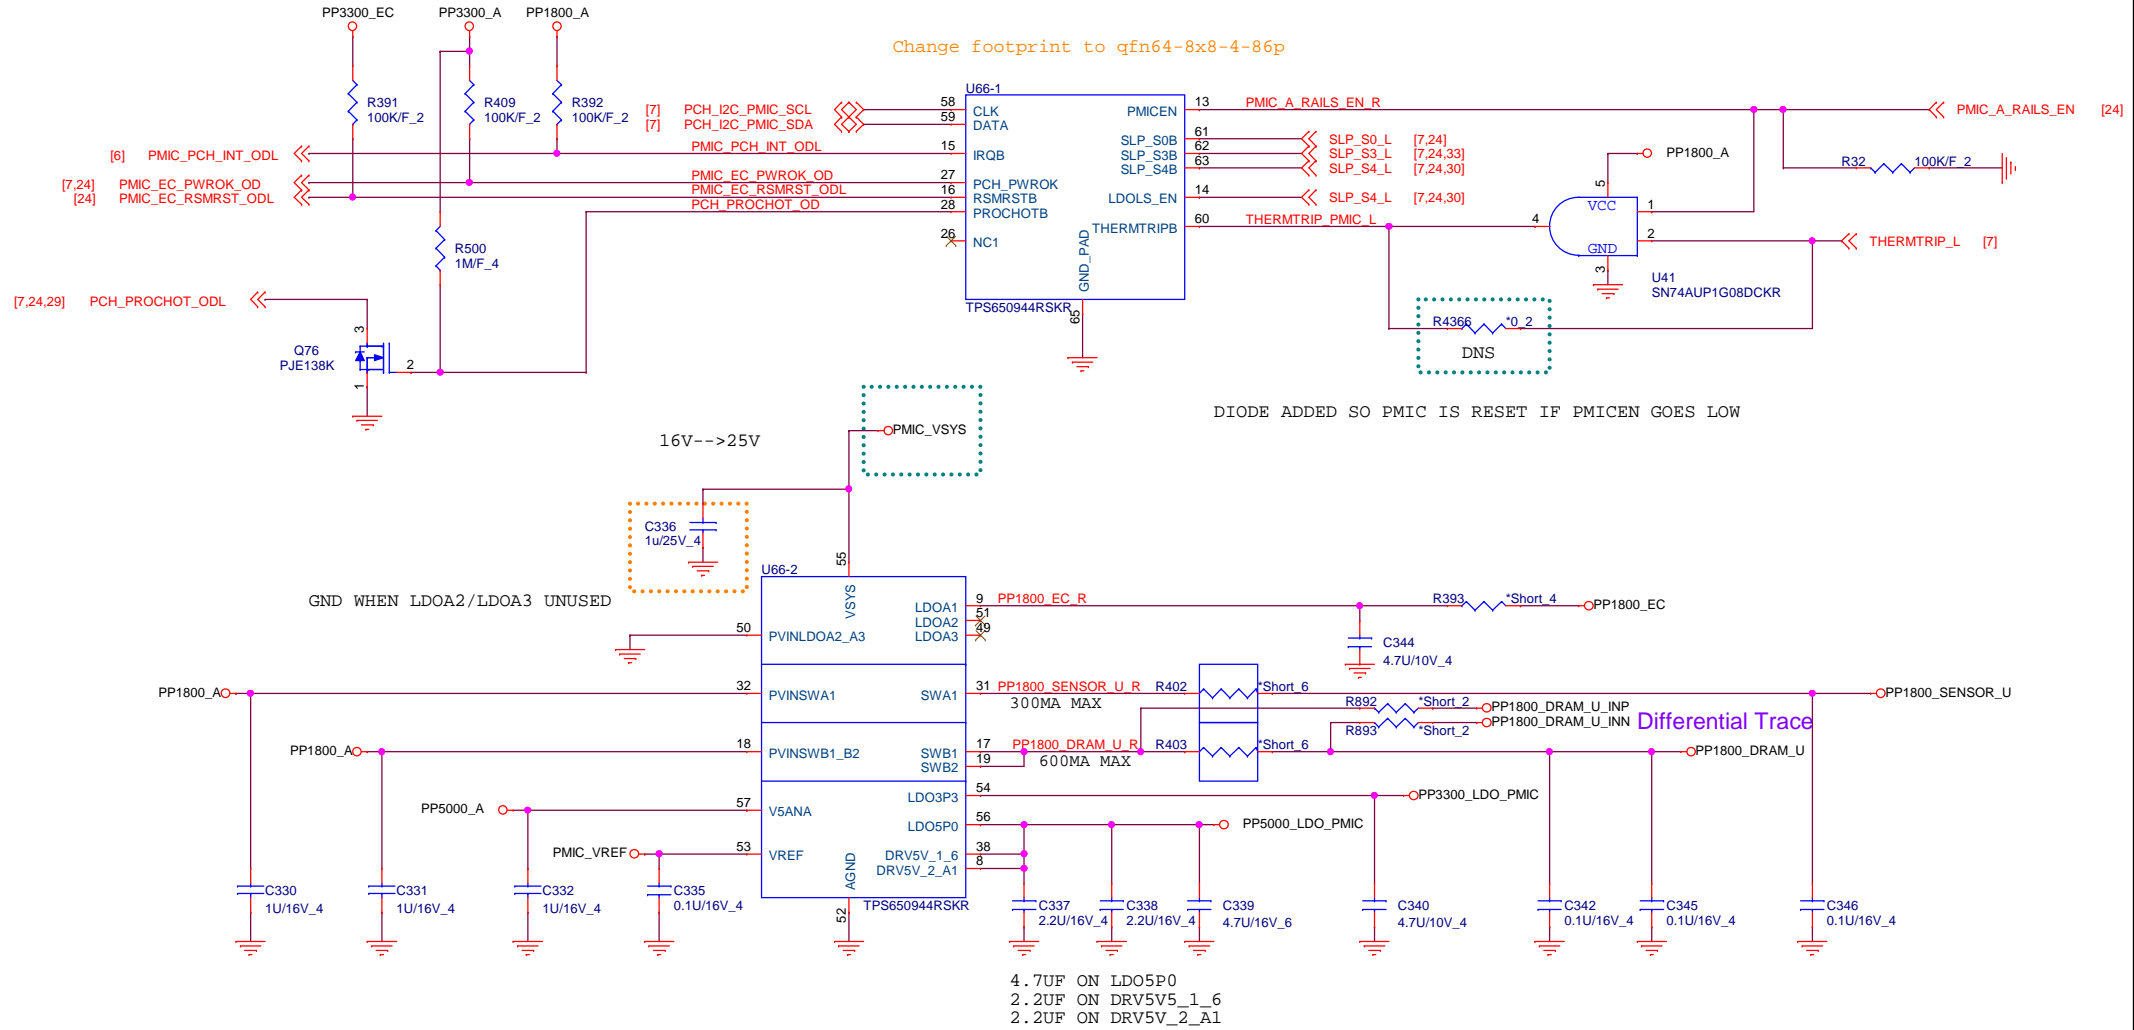 PP3300_EC PP3300_A PP1800_A
Change footprint to qfn64-8x8-4-86p
R391 100K/F_2
R409 100K/F_2
R392 100K/F_2
[7] PCH_I2C_PMIC_SCL
[7] PCH_I2C_PMIC_SDA
[6] PMIC_PCH_INT_ODL
PMIC_PCH_INT_ODL
[7,24] PMIC_EC_PWROK_OD
PMIC_EC_PWROK_OD
[24] PMIC_EC_RSMRST_ODL
PMIC_EC_RSMRST_ODL
PCH_PROCHOT_OD
R500
1M/F_4
[7,24,29] PCH_PROCHOT_ODL
Q76
PJE138K
3
2
1
U66-1
58 CLK
59 DATA
15 IRQB
27 PCH_PWROK
16 RSMRSTB
28 PROCHOTB
26 NC1
PMICEN 13
SLP_S0B 61
SLP_S3B 62
SLP_S4B 63
LDOLS_EN 14
THERMTRIPB 60
GND_PAD
65
TPS650944RSKR
PMIC_A_RAILS_EN_R
PMIC_A_RAILS_EN [24]
SLP_S0_L [7,24]
SLP_S3_L [7,24,33]
SLP_S4_L [7,24,30]
SLP_S4_L [7,24,30]
THERMTRIP_PMIC_L
PP1800_A
R32 100K/F_2
5
VCC
1
4
2
GND
3
THERMTRIP_L [7]
U41
SN74AUP1G08DCKR
R4366 *0_2
DNS
DIODE ADDED SO PMIC IS RESET IF PMICEN GOES LOW
16V-->25V
PMIC_VSYS
C336
1u/25V_4
GND WHEN LDOA2/LDOA3 UNUSED
U66-2
55
VSYS
50 PVINLDOA2_A3
32 PVINSWA1
18 PVINSWB1_B2
57 V5ANA
53 VREF
AGND
52
LDOA1 9
LDOA2 51
LDOA3 49
SWA1 31
SWB1 17
SWB2 19
LDO3P3 54
LDO5P0 56
DRV5V_1_6 38
DRV5V_2_A1 8
TPS650944RSKR
PP1800_EC_R
R393 *Short_4
PP1800_EC
C344
4.7U/10V_4
PP1800_A
PP1800_SENSOR_U_R
300MA MAX
R402 *Short_6
PP1800_SENSOR_U
R892 *Short_2
PP1800_DRAM_U_INP
PP1800_DRAM_U_INN
R893 *Short_2
Differential Trace
PP1800_A
PP1800_DRAM_U_R
600MA MAX
R403 *Short_6
PP1800_DRAM_U
PP5000_A
PP3300_LDO_PMIC
PP5000_LDO_PMIC
PMIC_VREF
C330
1U/16V_4
C331
1U/16V_4
C332
1U/16V_4
C335
0.1U/16V_4
C337
2.2U/16V_4
C338
2.2U/16V_4
C339
4.7U/16V_6
C340
4.7U/10V_4
C342
0.1U/16V_4
C345
0.1U/16V_4
C346
0.1U/16V_4
4.7UF ON LDO5P0
2.2UF ON DRV5V5_1_6
2.2UF ON DRV5V_2_A1